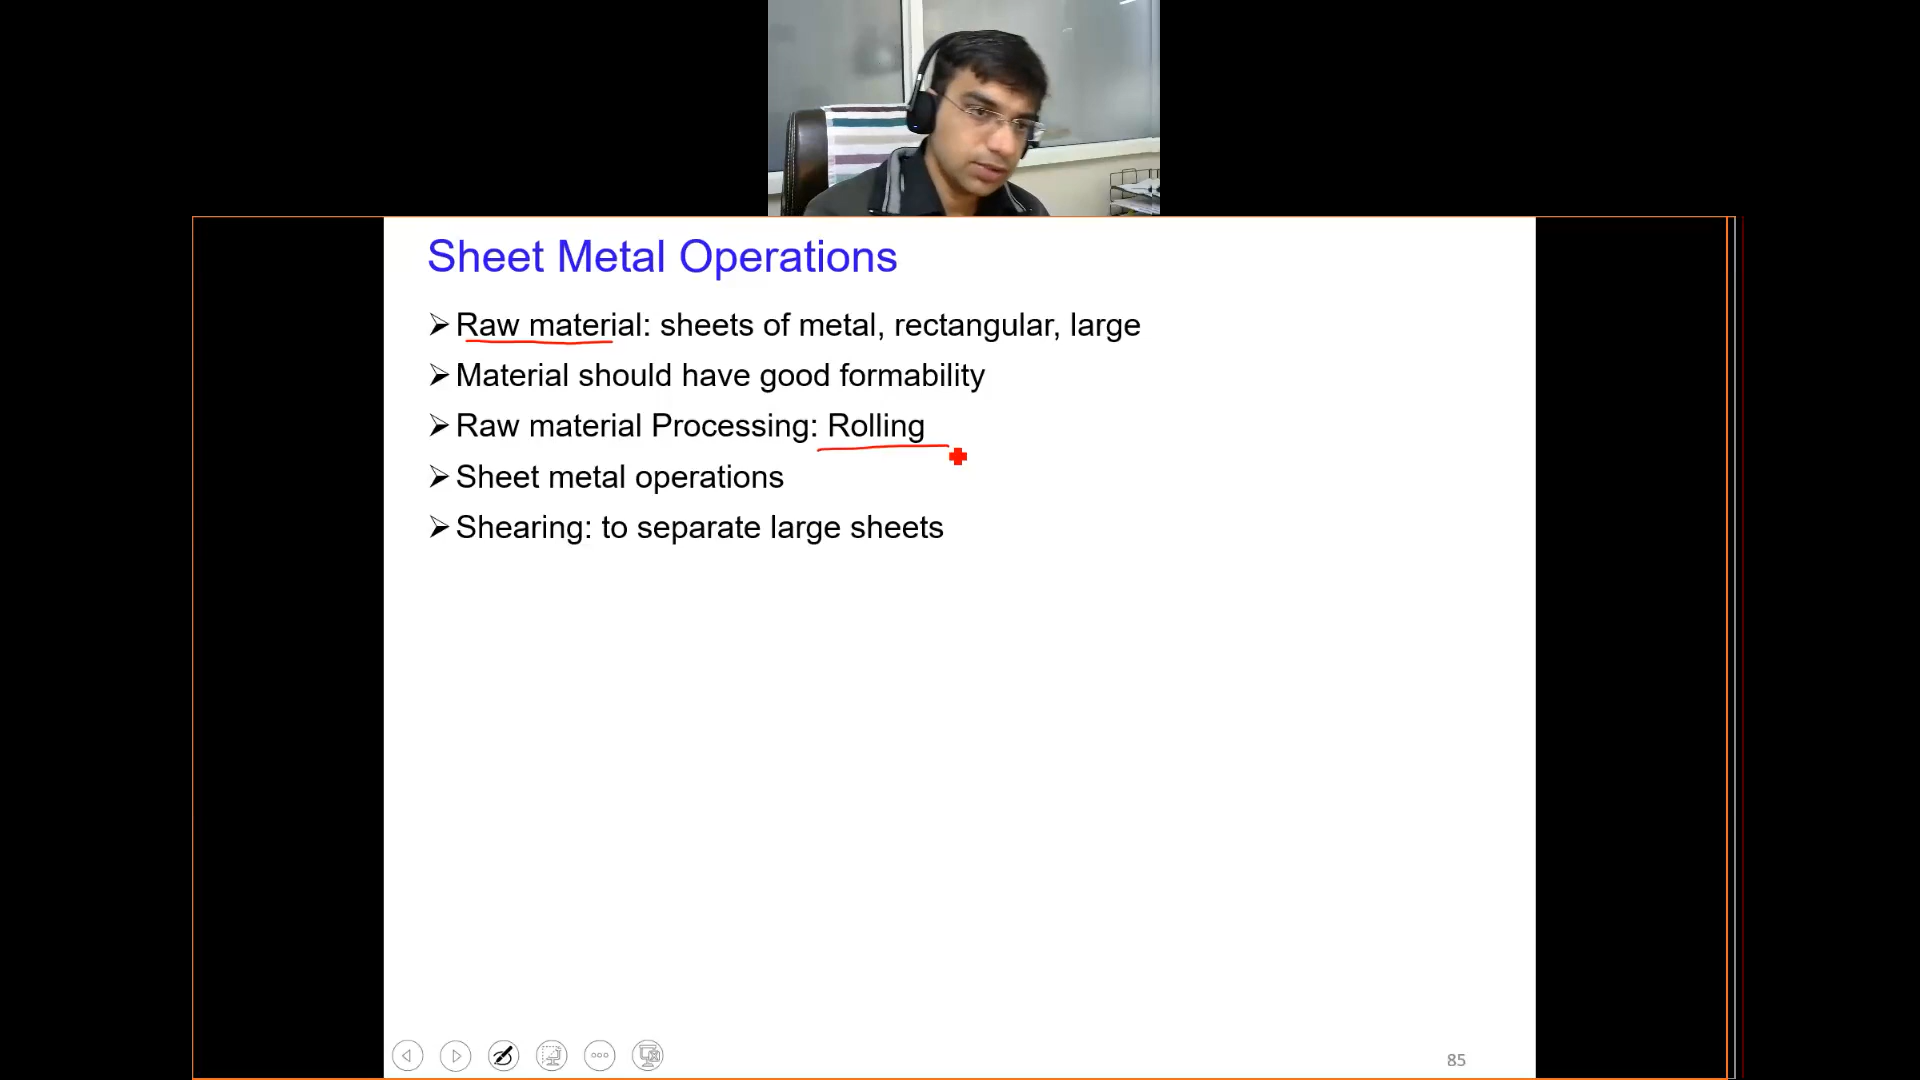 Sheet Metal Operations
➢Raw material: sheets of metal, rectangular, large
➢Material should have good formability
➢Raw material Processing: Rolling
➢Sheet metal operations
➢Shearing: to separate large sheets
85